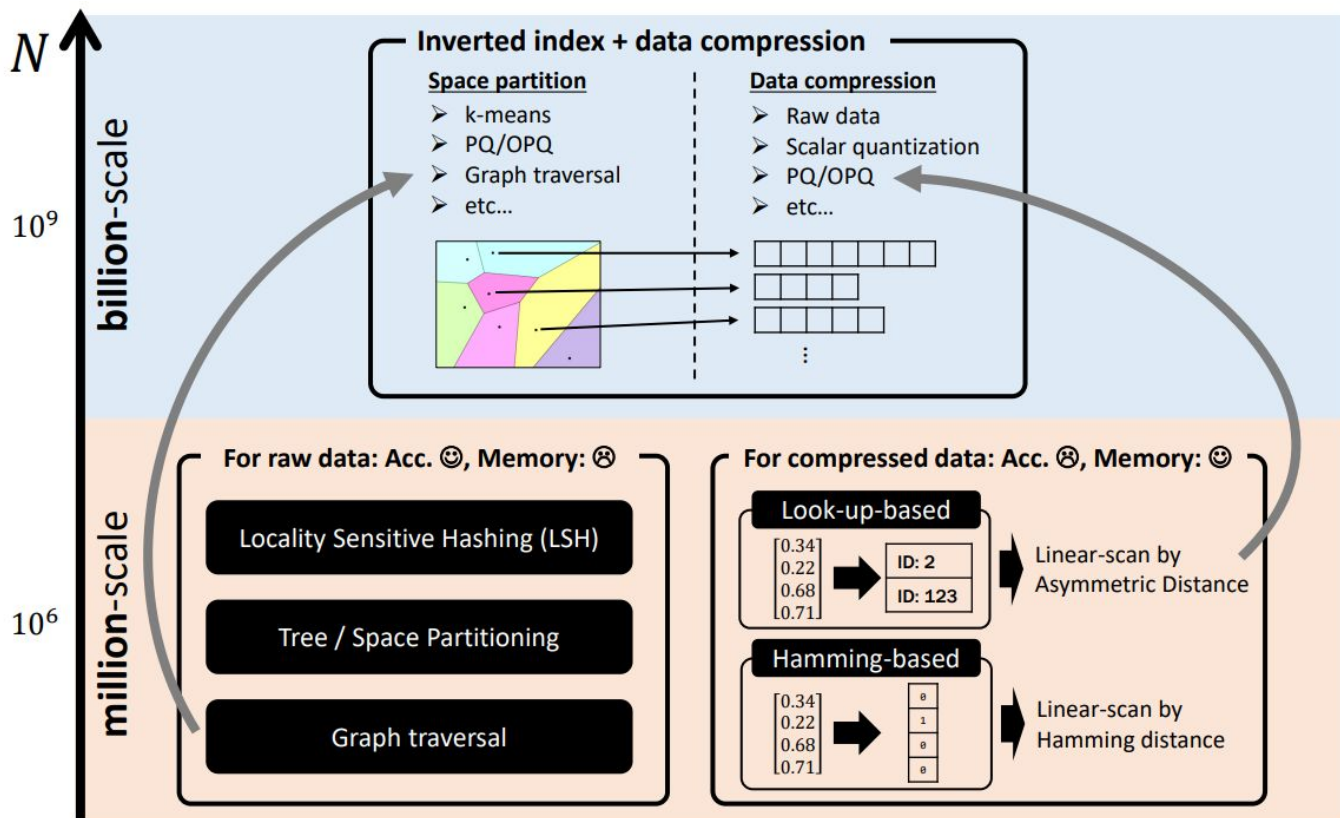 N
billion-scale
10⁹
Inverted index + data compression
Space partition
➢ k-means
➢ PQ/OPQ
➢ Graph traversal
➢ etc...
Data compression
➢ Raw data
➢ Scalar quantization
➢ PQ/OPQ
➢ etc...
⋮
million-scale
10⁶
For raw data: Acc. ☺, Memory: ☹
Locality Sensitive Hashing (LSH)
Tree / Space Partitioning
Graph traversal
For compressed data: Acc. ☹, Memory: ☺
Look-up-based
0.34
0.22
0.68
0.71
ID: 2
ID: 123
Linear-scan by
Asymmetric Distance
Hamming-based
0.34
0.22
0.68
0.71
0
1
0
0
Linear-scan by
Hamming distance